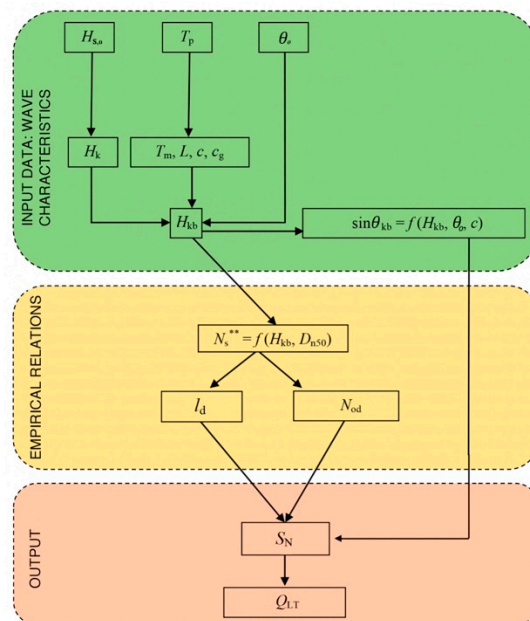 INPUT DATA: WAVE
CHARACTERISTICS
H_s,o
T_p
θ_o
H_k
T_m, L, c, c_g
H_kb
sinθ_kb = f(H_kb, θ_o, c)
EMPIRICAL RELATIONS
N_s** = f(H_kb, D_n50)
l_d
N_od
OUTPUT
S_N
Q_LT